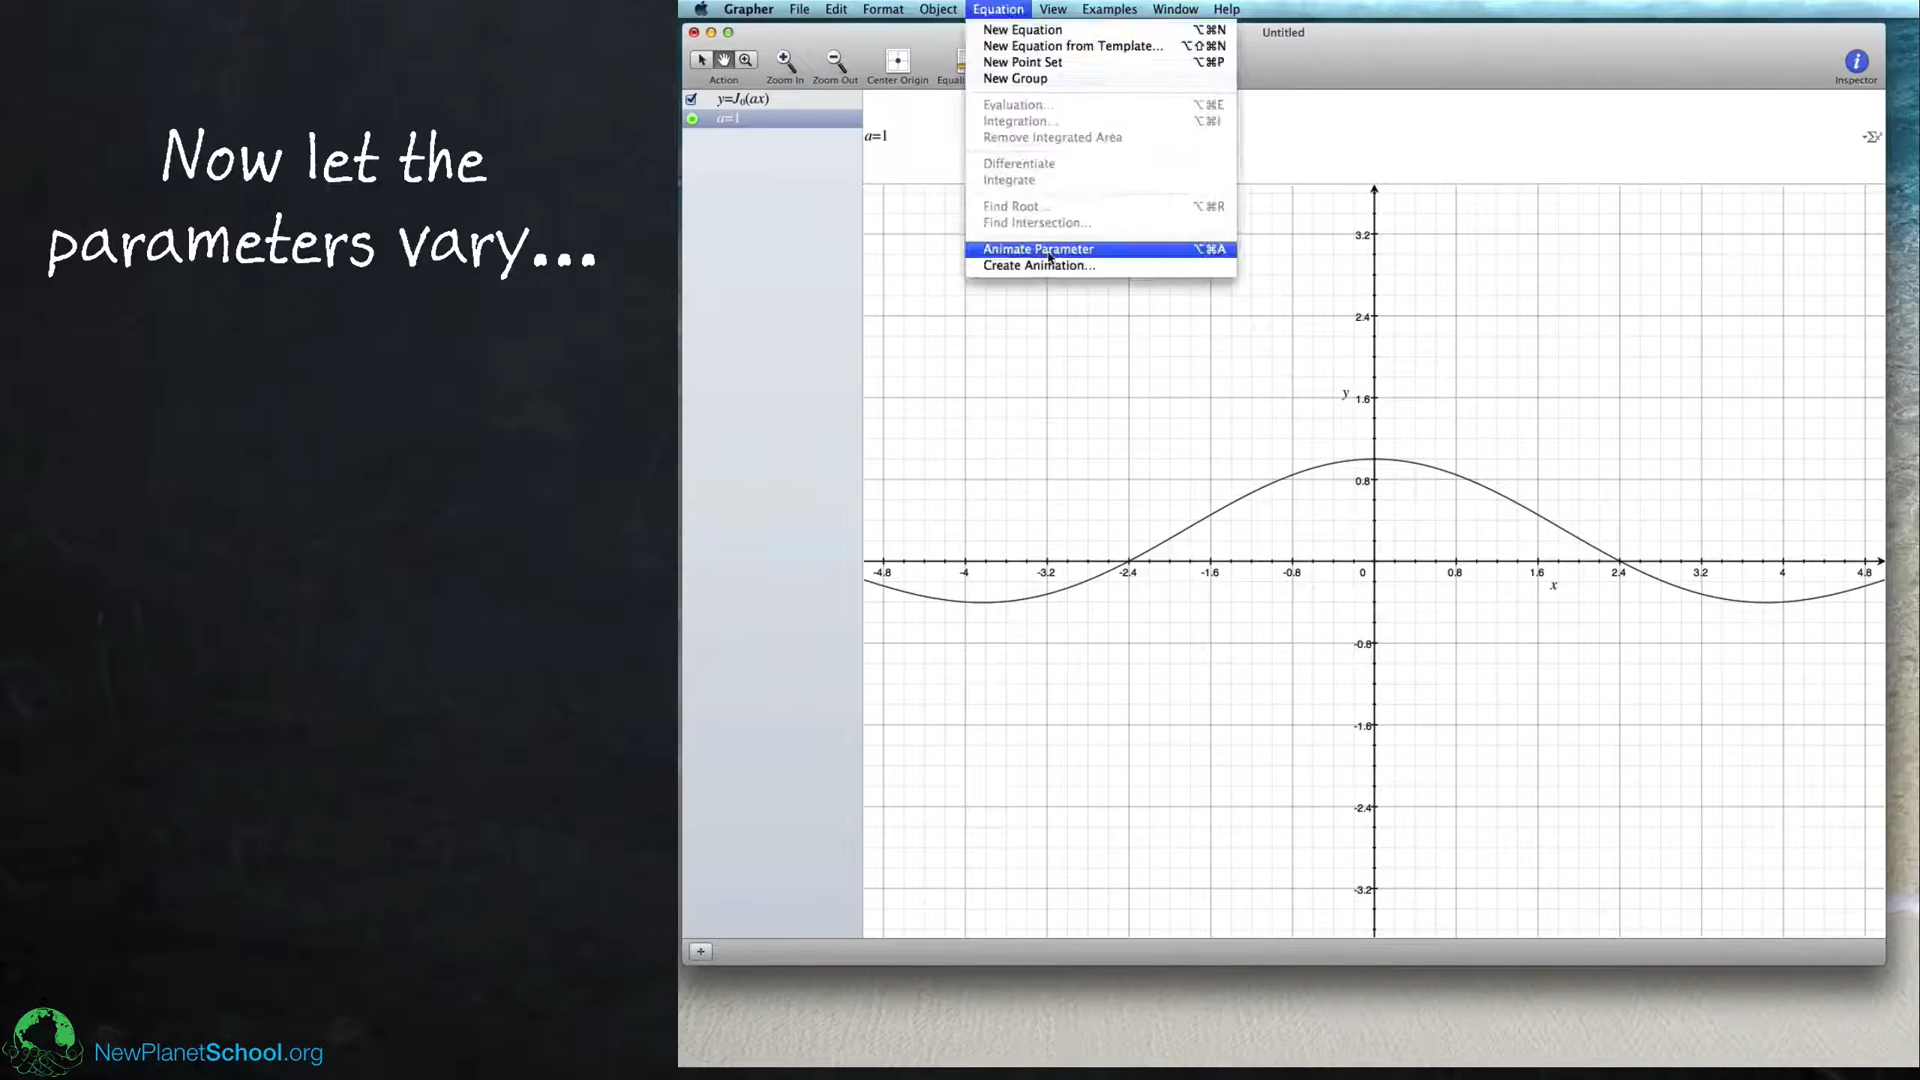 Now let the
parameters vary...
NewPlanetSchool.org
Grapher File Edit Format Object Equation View Examples Window Help
Untitled
Action Zoom In Zoom Out Center Origin Equali
Inspector
New Equation ⌥⌘N
New Equation from Template... ⌥⇧⌘N
New Point Set ⌥⌘P
New Group
Evaluation... ⌥⌘E
Integration... ⌥⌘I
Remove Integrated Area
Differentiate
Integrate
Find Root... ⌥⌘R
Find Intersection...
Animate Parameter ⌥⌘A
Create Animation...
y=J₀(ax)
a=1
a=1
Σ
3.2
2.4
y 1.6
0.8
-4.8 -4 -3.2 -2.4 -1.6 -0.8 0 0.8 1.6 2.4 3.2 4 4.8
x
-0.8
-1.6
-2.4
-3.2
+